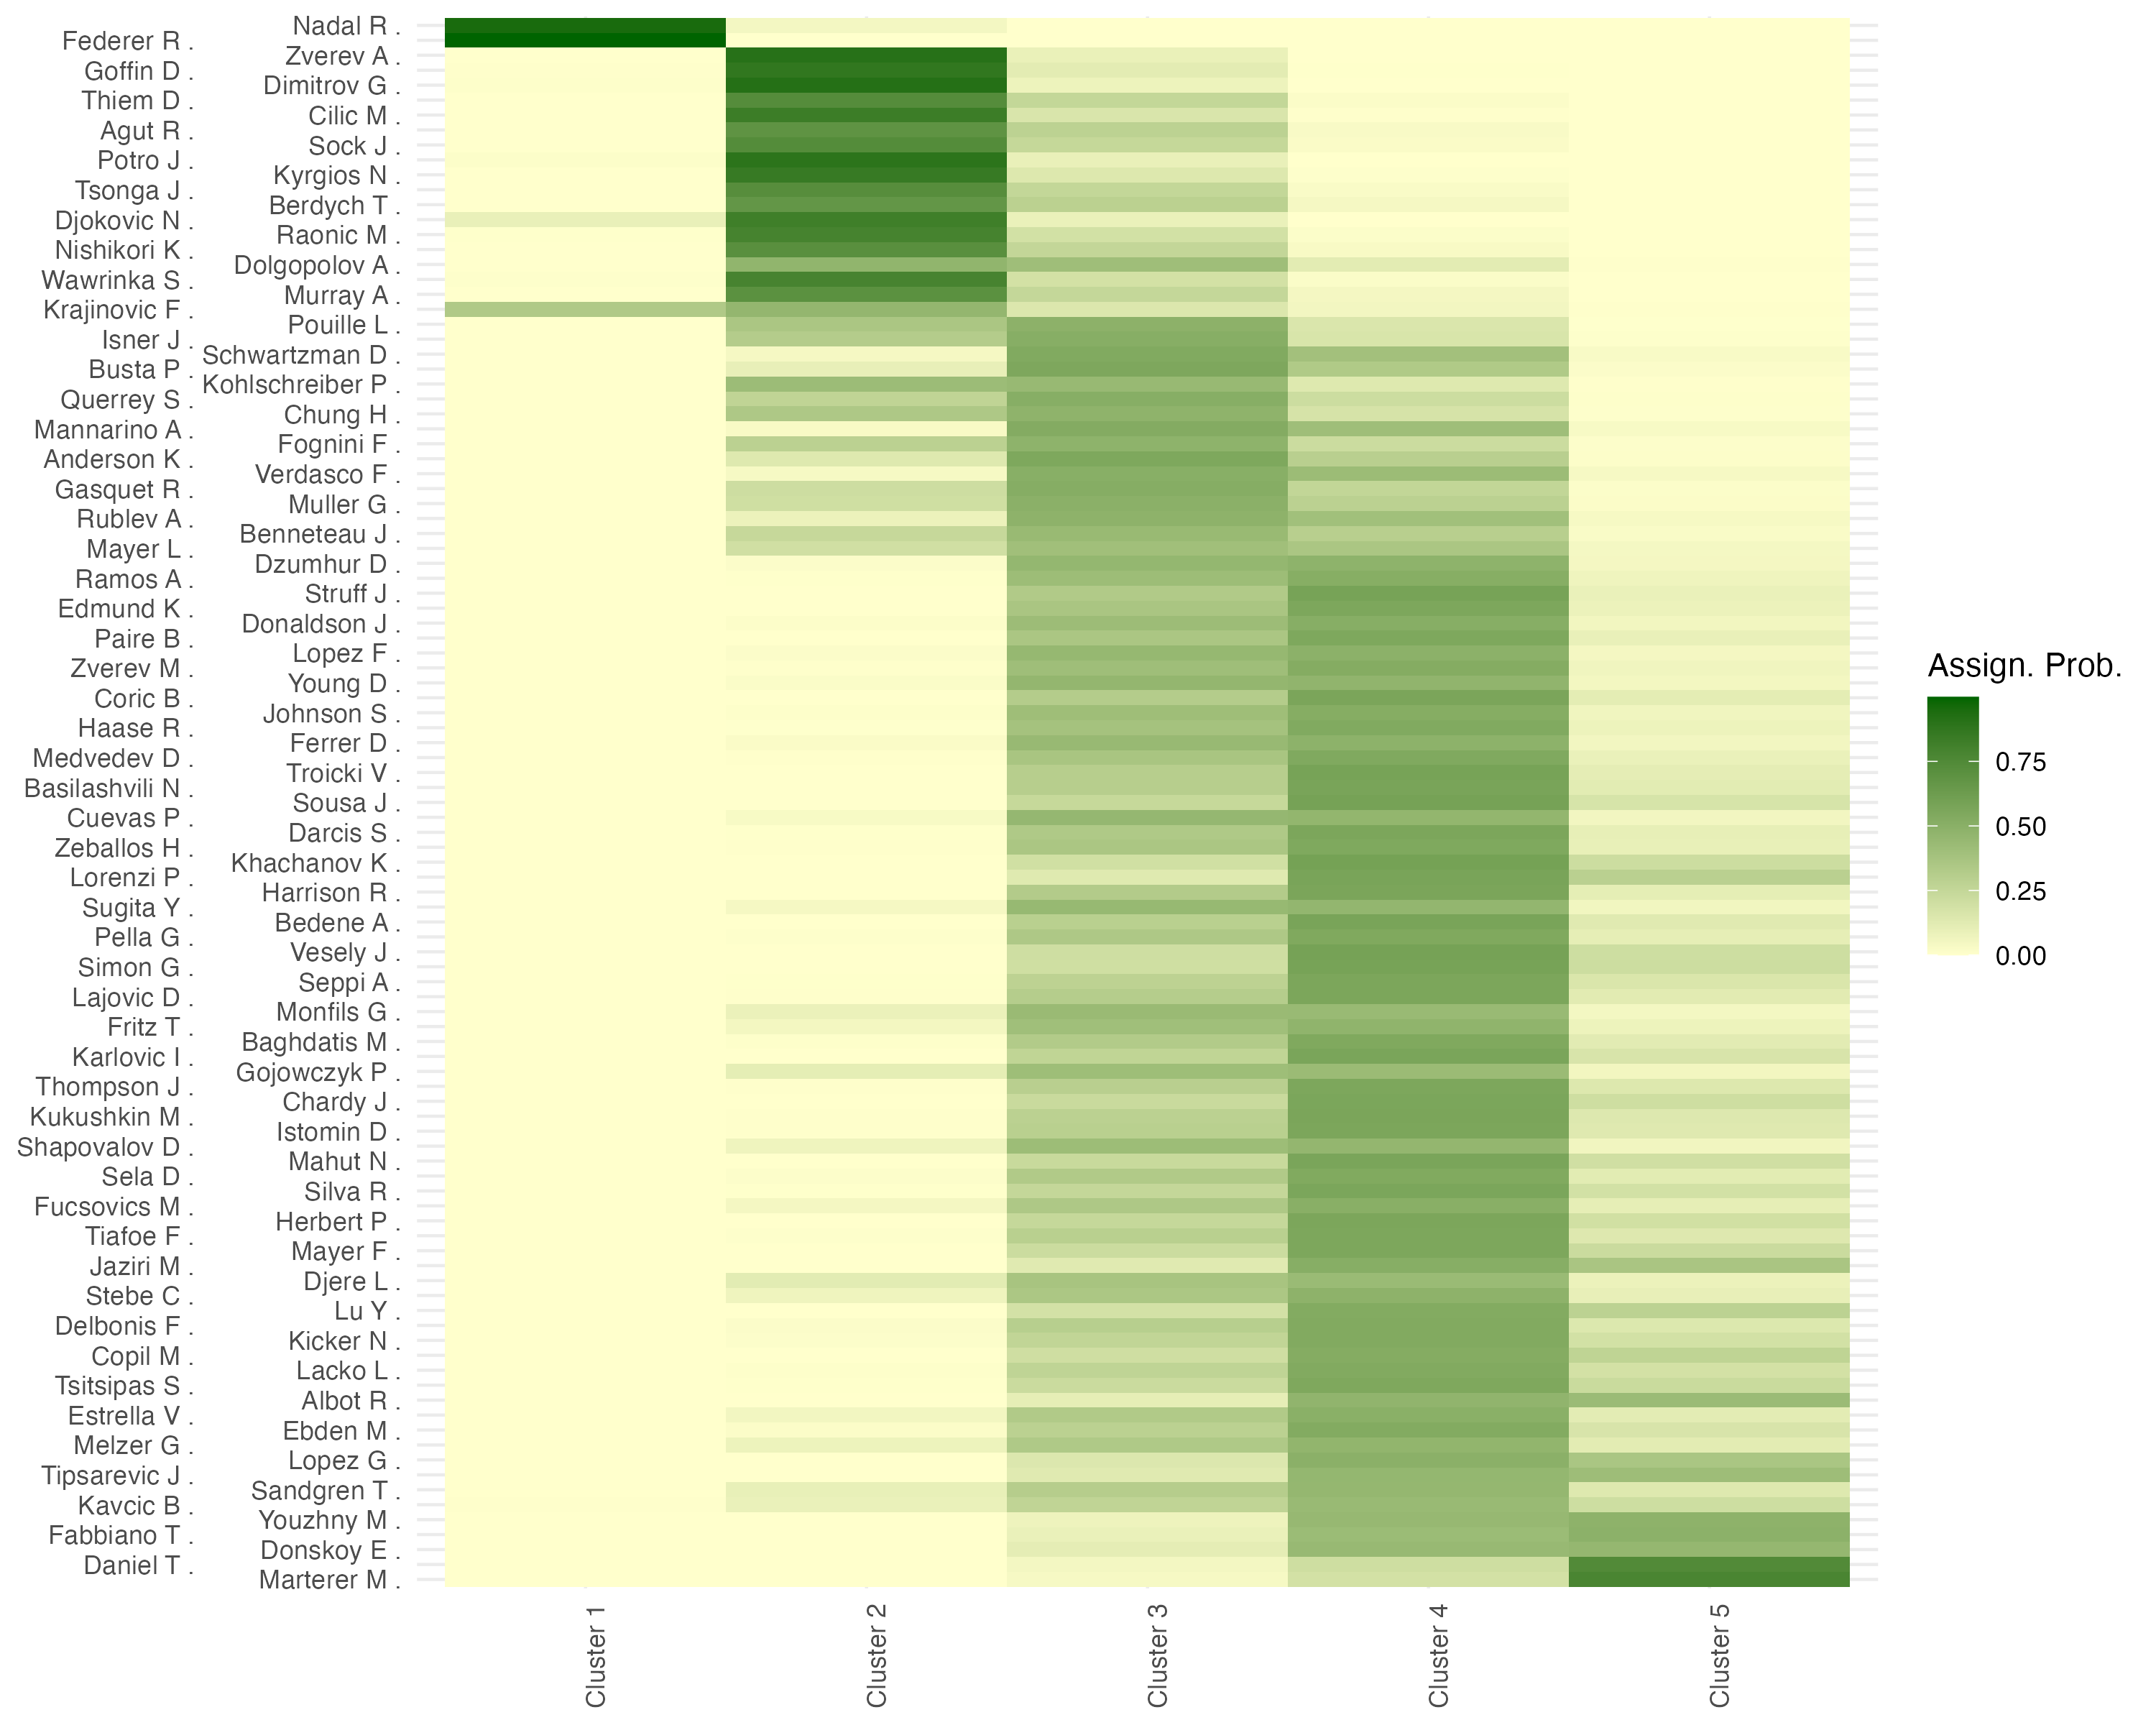 Nadal R .
Federer R .
Zverev A .
Goffin D .
Dimitrov G .
Thiem D .
Cilic M .
Agut R .
Sock J .
Potro J .
Kyrgios N .
Tsonga J .
Berdych T .
Djokovic N .
Raonic M .
Nishikori K .
Dolgopolov A .
Wawrinka S .
Murray A .
Krajinovic F .
Pouille L .
Isner J .
Schwartzman D .
Busta P .
Kohlschreiber P .
Querrey S .
Chung H .
Mannarino A .
Fognini F .
Anderson K .
Verdasco F .
Gasquet R .
Muller G .
Rublev A .
Benneteau J .
Mayer L .
Dzumhur D .
Ramos A .
Struff J .
Edmund K .
Donaldson J .
Paire B .
Lopez F .
Zverev M .
Young D .
Coric B .
Johnson S .
Haase R .
Ferrer D .
Medvedev D .
Troicki V .
Basilashvili N .
Sousa J .
Cuevas P .
Darcis S .
Zeballos H .
Khachanov K .
Lorenzi P .
Harrison R .
Sugita Y .
Bedene A .
Pella G .
Vesely J .
Simon G .
Seppi A .
Lajovic D .
Monfils G .
Fritz T .
Baghdatis M .
Karlovic I .
Gojowczyk P .
Thompson J .
Chardy J .
Kukushkin M .
Istomin D .
Shapovalov D .
Mahut N .
Sela D .
Silva R .
Fucsovics M .
Herbert P .
Tiafoe F .
Mayer F .
Jaziri M .
Djere L .
Stebe C .
Lu Y .
Delbonis F .
Kicker N .
Copil M .
Lacko L .
Tsitsipas S .
Albot R .
Estrella V .
Ebden M .
Melzer G .
Lopez G .
Tipsarevic J .
Sandgren T .
Kavcic B .
Youzhny M .
Fabbiano T .
Donskoy E .
Daniel T .
Marterer M .
Cluster 1
Cluster 2
Cluster 3
Cluster 4
Cluster 5
Assign. Prob.
0.75
0.50
0.25
0.00